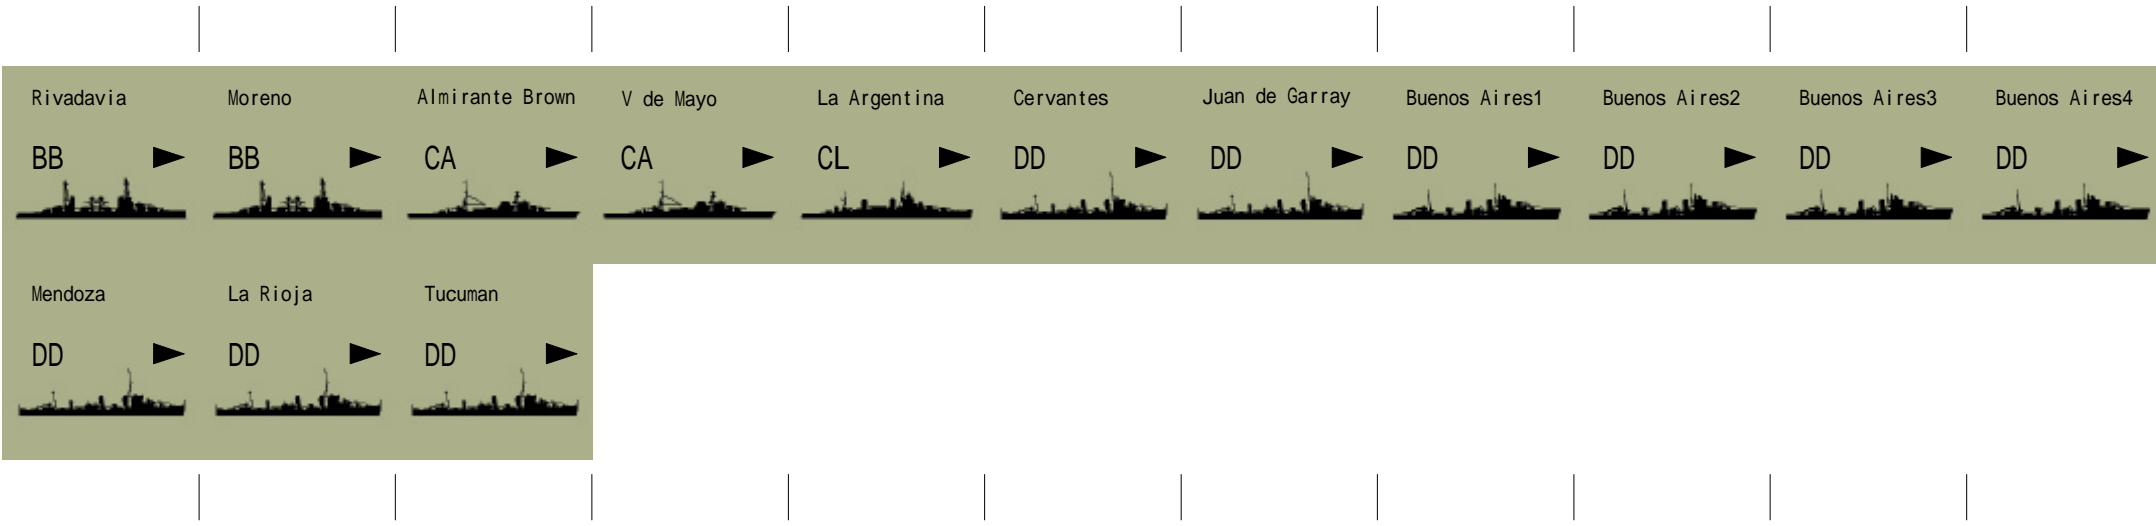 Rivadavia Moreno Almirante Brown V de Mayo La Argentina Cervantes Juan de Garray Buenos Aires1 Buenos Aires2 Buenos Aires3 Buenos Aires4
BB BB CA CA CL DD DD DD DD DD DD
Mendoza La Rioja Tucuman
DD DD DD